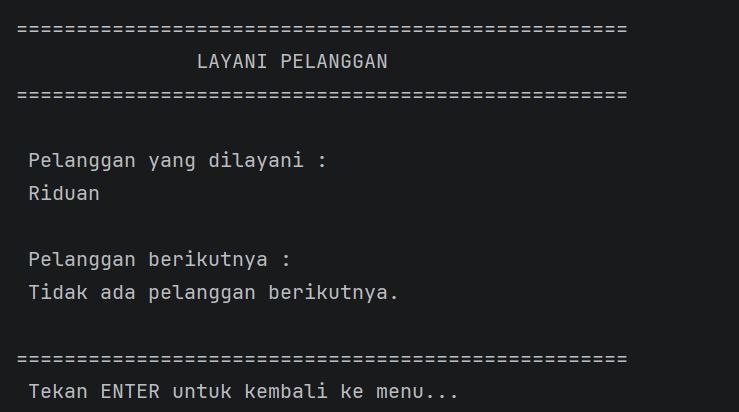 ===================================================
LAYANI PELANGGAN
===================================================
Pelanggan yang dilayani :
Riduan
Pelanggan berikutnya :
Tidak ada pelanggan berikutnya.
===================================================
Tekan ENTER untuk kembali ke menu...